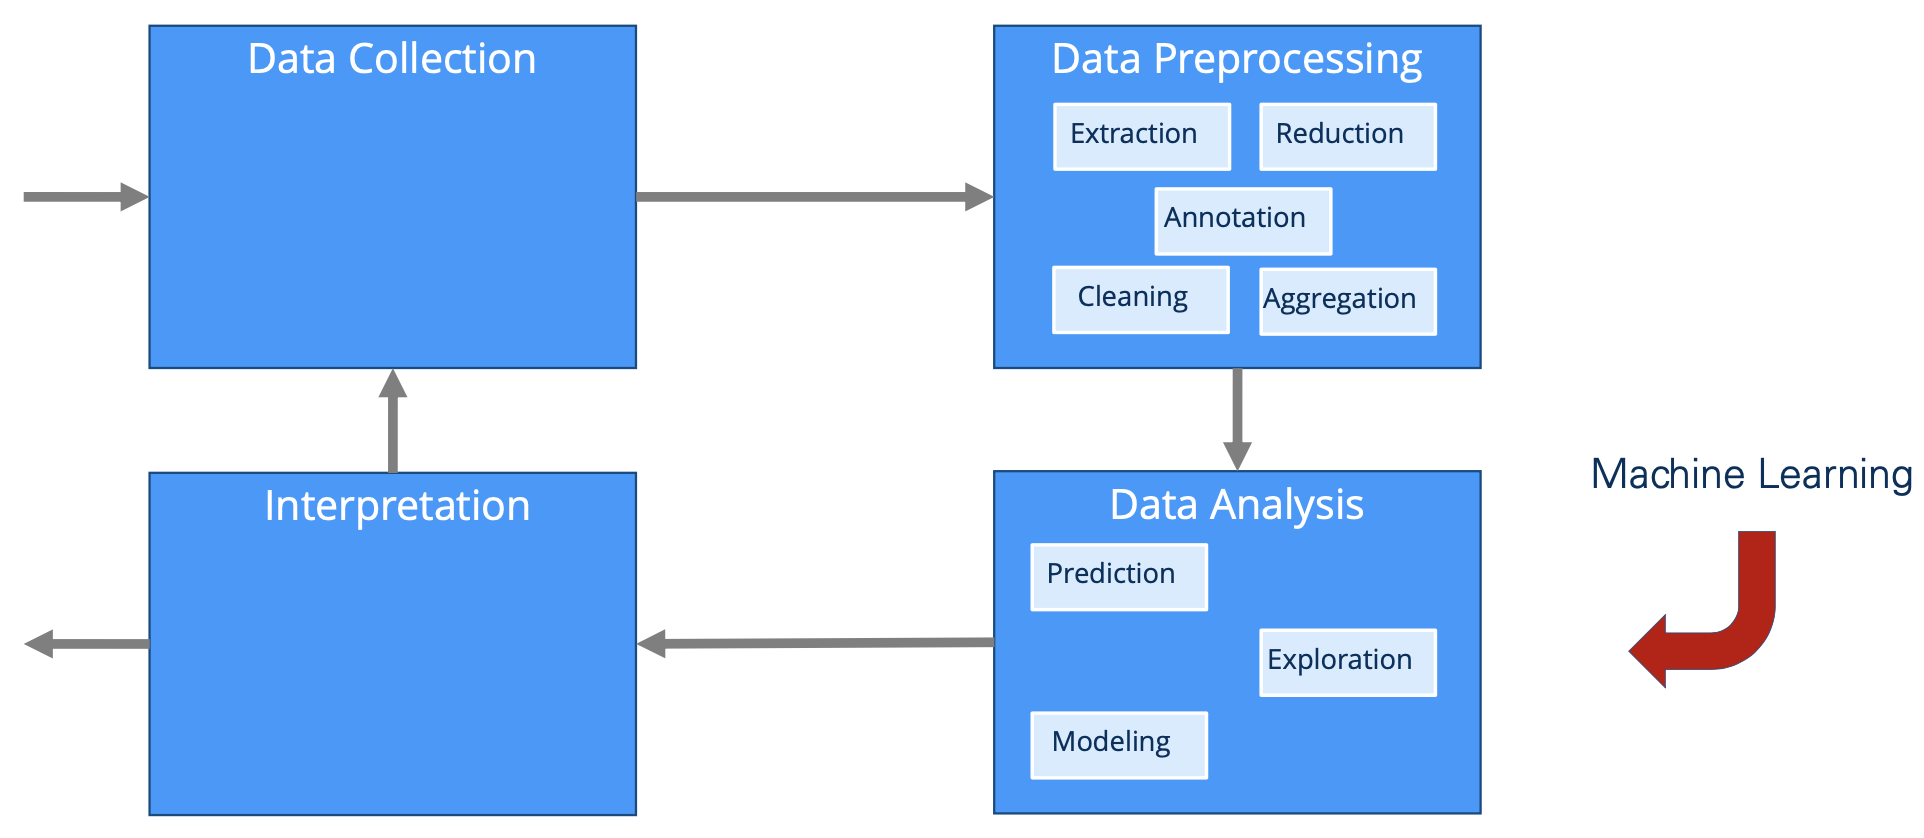 Data Collection
Data Preprocessing
Extraction
Reduction
Annotation
Cleaning
Aggregation
Interpretation
Data Analysis
Prediction
Exploration
Modeling
Machine Learning